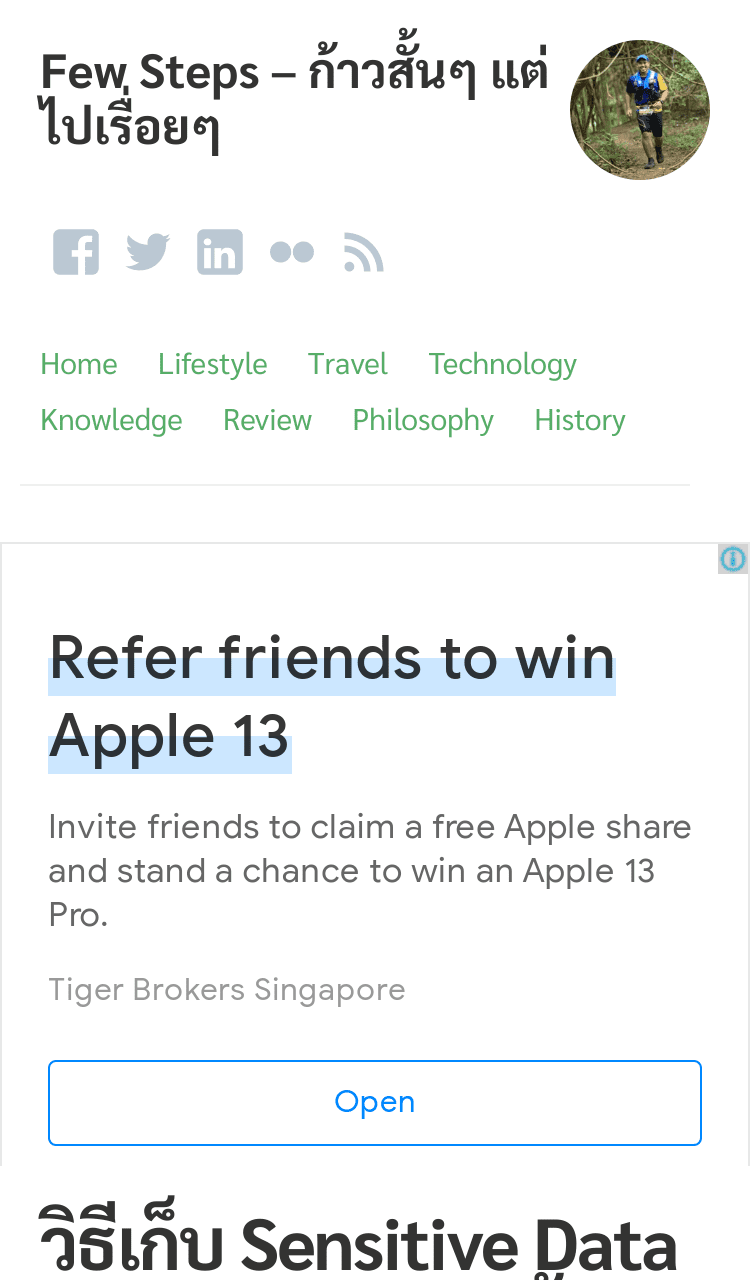 Few Steps – ก้าวสั้นๆ แต่
ไปเรื่อยๆ
Home Lifestyle Travel Technology
Knowledge Review Philosophy History
Refer friends to win
Apple 13
Invite friends to claim a free Apple share
and stand a chance to win an Apple 13
Pro.
Tiger Brokers Singapore
Open
วิธีเก็บ Sensitive Data